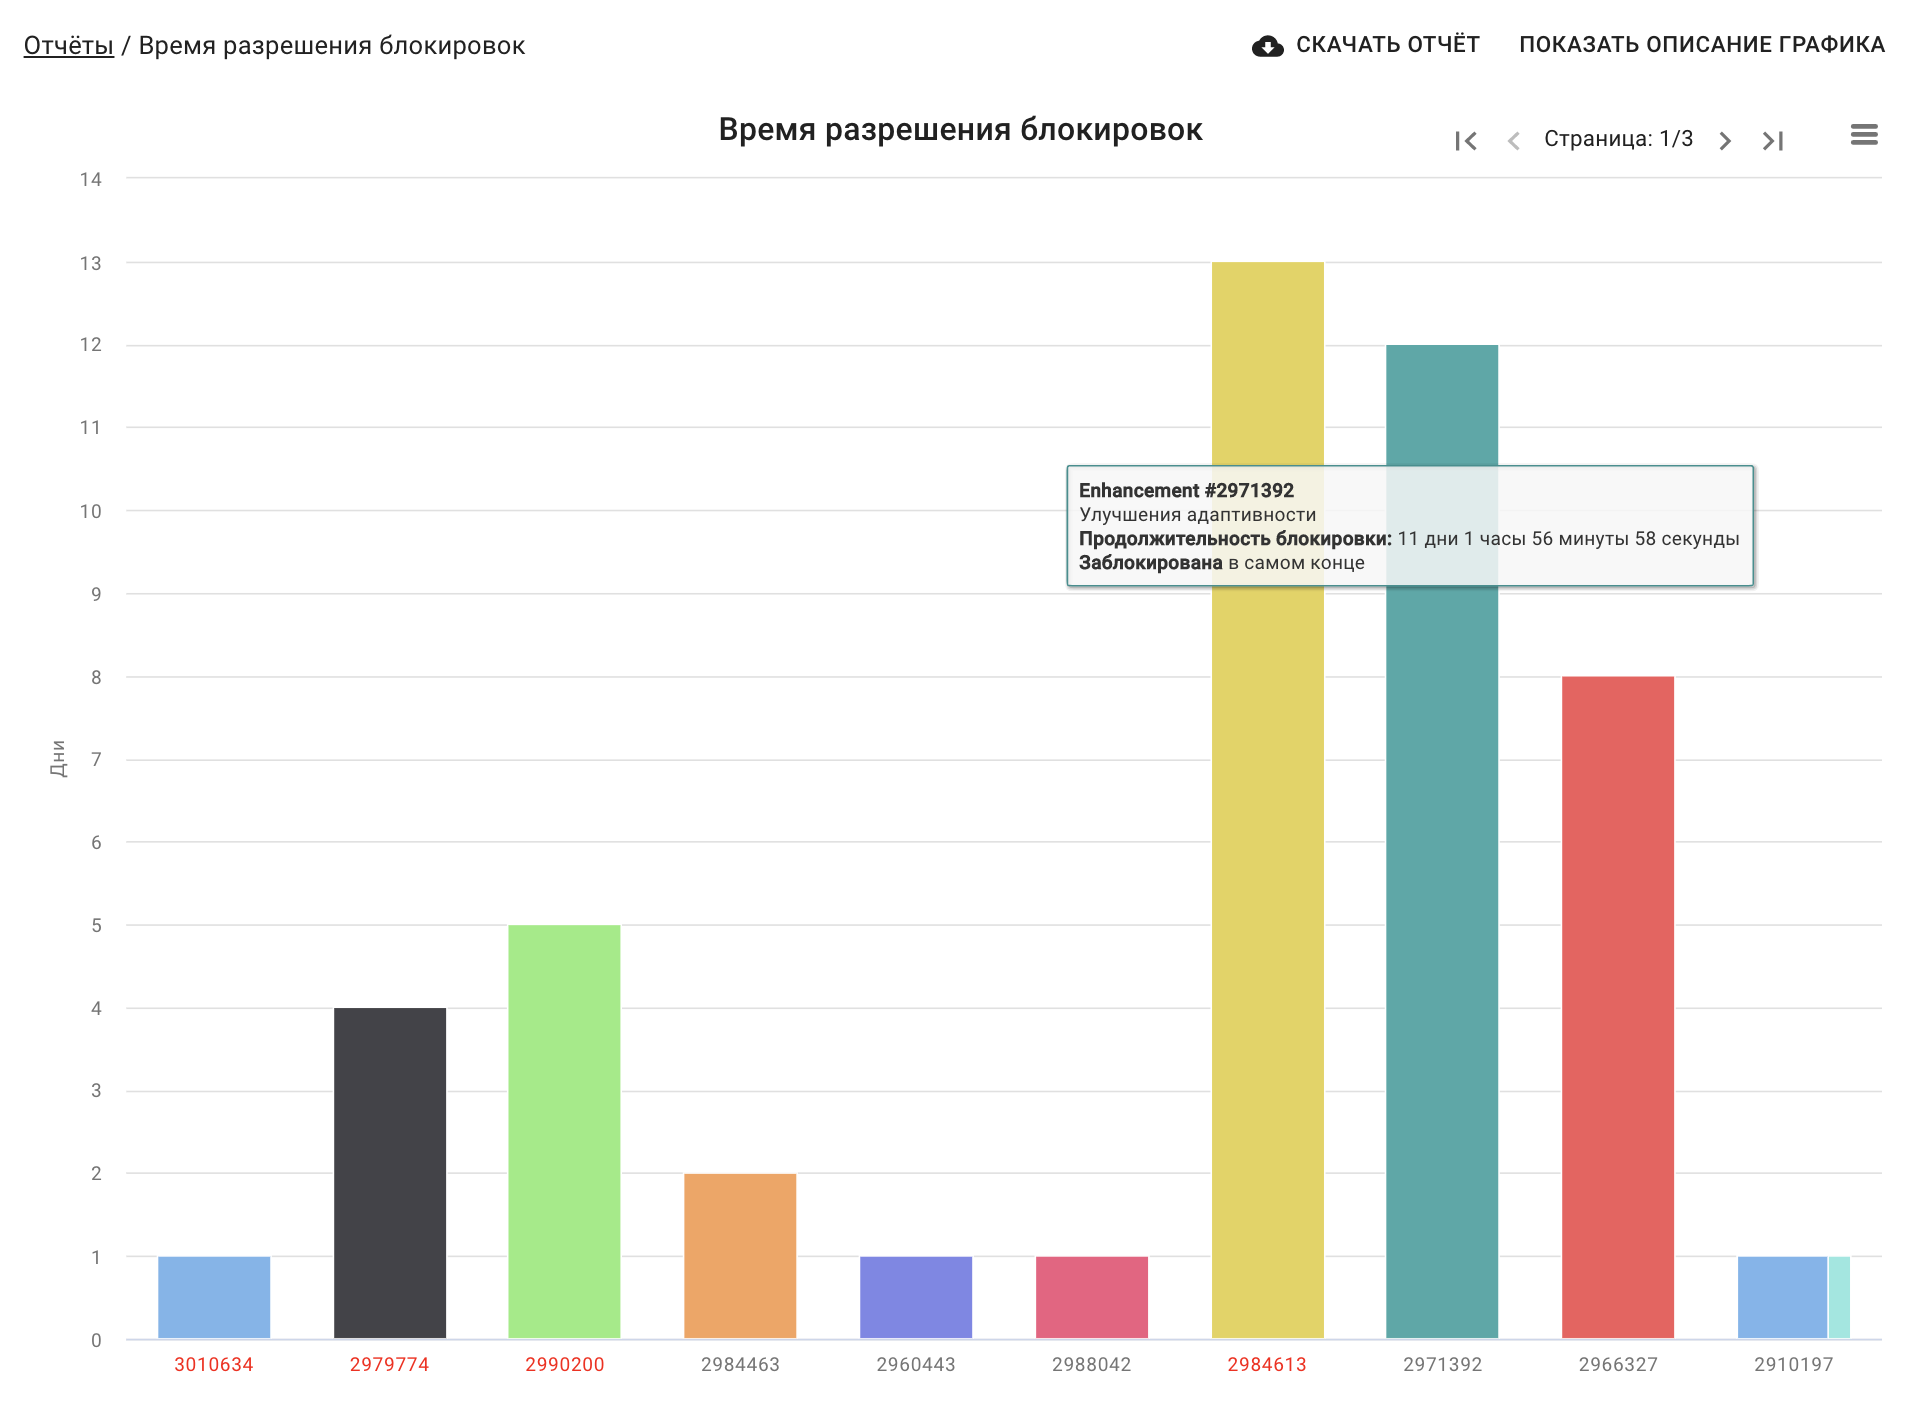 Отчёты / Время разрешения блокировок
СКАЧАТЬ ОТЧЁТ
ПОКАЗАТЬ ОПИСАНИЕ ГРАФИКА
Время разрешения блокировок
Страница: 1/3
14
13
12
11
10
9
8
7
6
5
4
3
2
1
0
Дни
Enhancement #2971392
Улучшения адаптивности
Продолжительность блокировки: 11 дни 1 часы 56 минуты 58 секунды
Заблокирована в самом конце
3010634 2979774 2990200 2984463 2960443 2988042 2984613 2971392 2966327 2910197